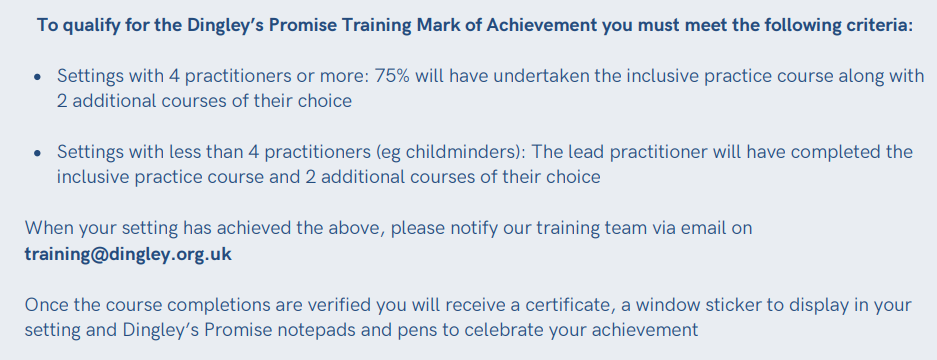 To qualify for the Dingley’s Promise Training Mark of Achievement you must meet the following criteria:
• Settings with 4 practitioners or more: 75% will have undertaken the inclusive practice course along with
2 additional courses of their choice
• Settings with less than 4 practitioners (eg childminders): The lead practitioner will have completed the
inclusive practice course and 2 additional courses of their choice
When your setting has achieved the above, please notify our training team via email on
training@dingley.org.uk
Once the course completions are verified you will receive a certificate, a window sticker to display in your
setting and Dingley’s Promise notepads and pens to celebrate your achievement